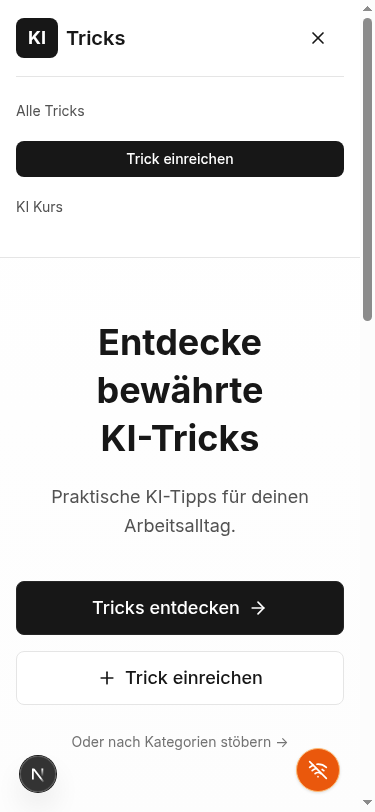 KI Tricks
Alle Tricks
Trick einreichen
KI Kurs
Entdecke
bewährte
KI-Tricks
Praktische KI-Tipps für deinen
Arbeitsalltag.
Tricks entdecken →
+ Trick einreichen
Oder nach Kategorien stöbern →
N